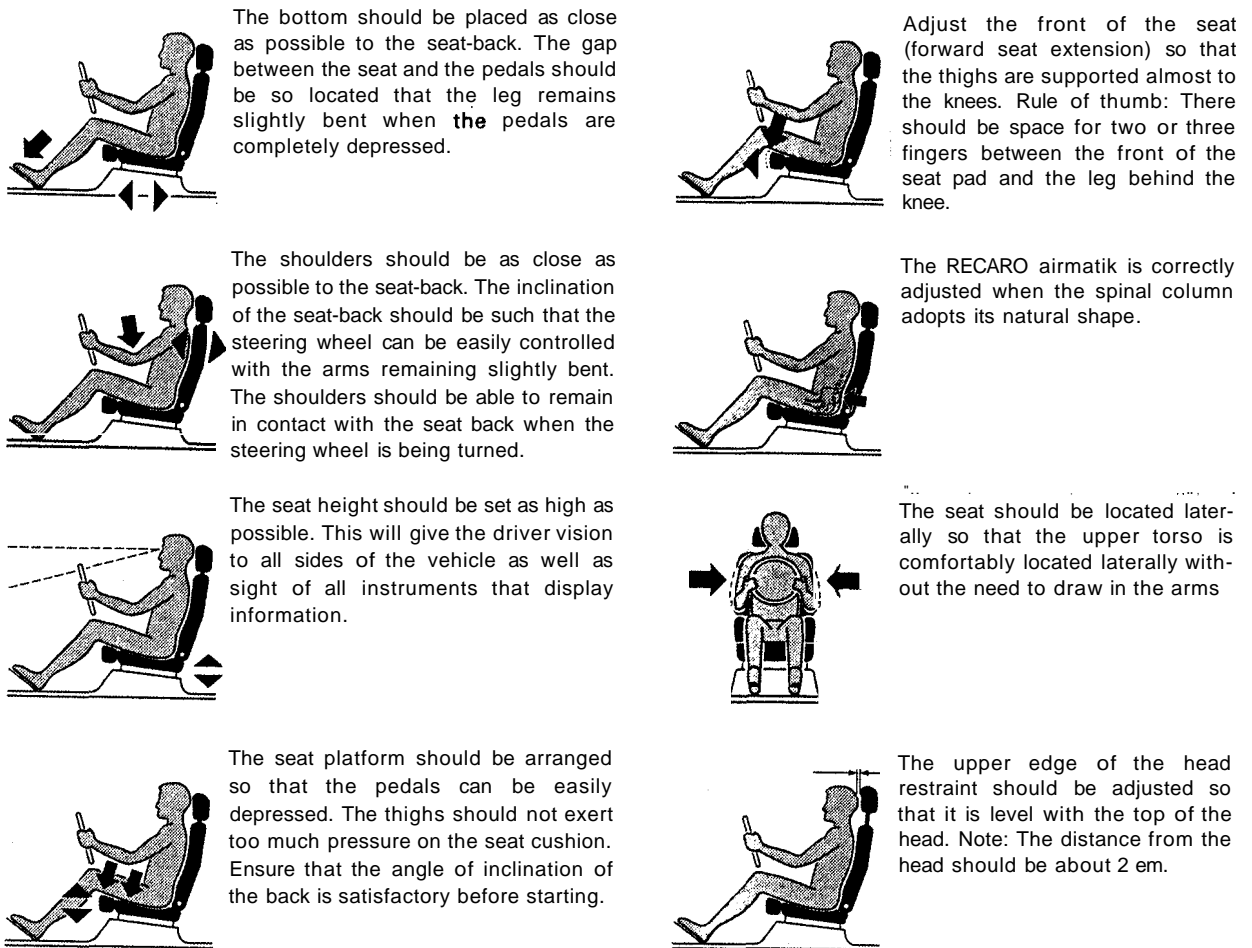 The bottom should be placed as close
as possible to the seat-back. The gap
between the seat and the pedals should
be so located that the leg remains
slightly bent when the pedals are
completely depressed.
The shoulders should be as close as
possible to the seat-back. The inclination
of the seat-back should be such that the
steering wheel can be easily controlled
with the arms remaining slightly bent.
The shoulders should be able to remain
in contact with the seat back when the
steering wheel is being turned.
The seat height should be set as high as
possible. This will give the driver vision
to all sides of the vehicle as well as
sight of all instruments that display
information.
The seat platform should be arranged
so that the pedals can be easily
depressed. The thighs should not exert
too much pressure on the seat cushion.
Ensure that the angle of inclination of
the back is satisfactory before starting.
Adjust the front of the seat
(forward seat extension) so that
the thighs are supported almost to
the knees. Rule of thumb: There
should be space for two or three
fingers between the front of the
seat pad and the leg behind the
knee.
The RECARO airmatik is correctly
adjusted when the spinal column
adopts its natural shape.
The seat should be located later-
ally so that the upper torso is
comfortably located laterally with-
out the need to draw in the arms
The upper edge of the head
restraint should be adjusted so
that it is level with the top of the
head. Note: The distance from the
head should be about 2 em.